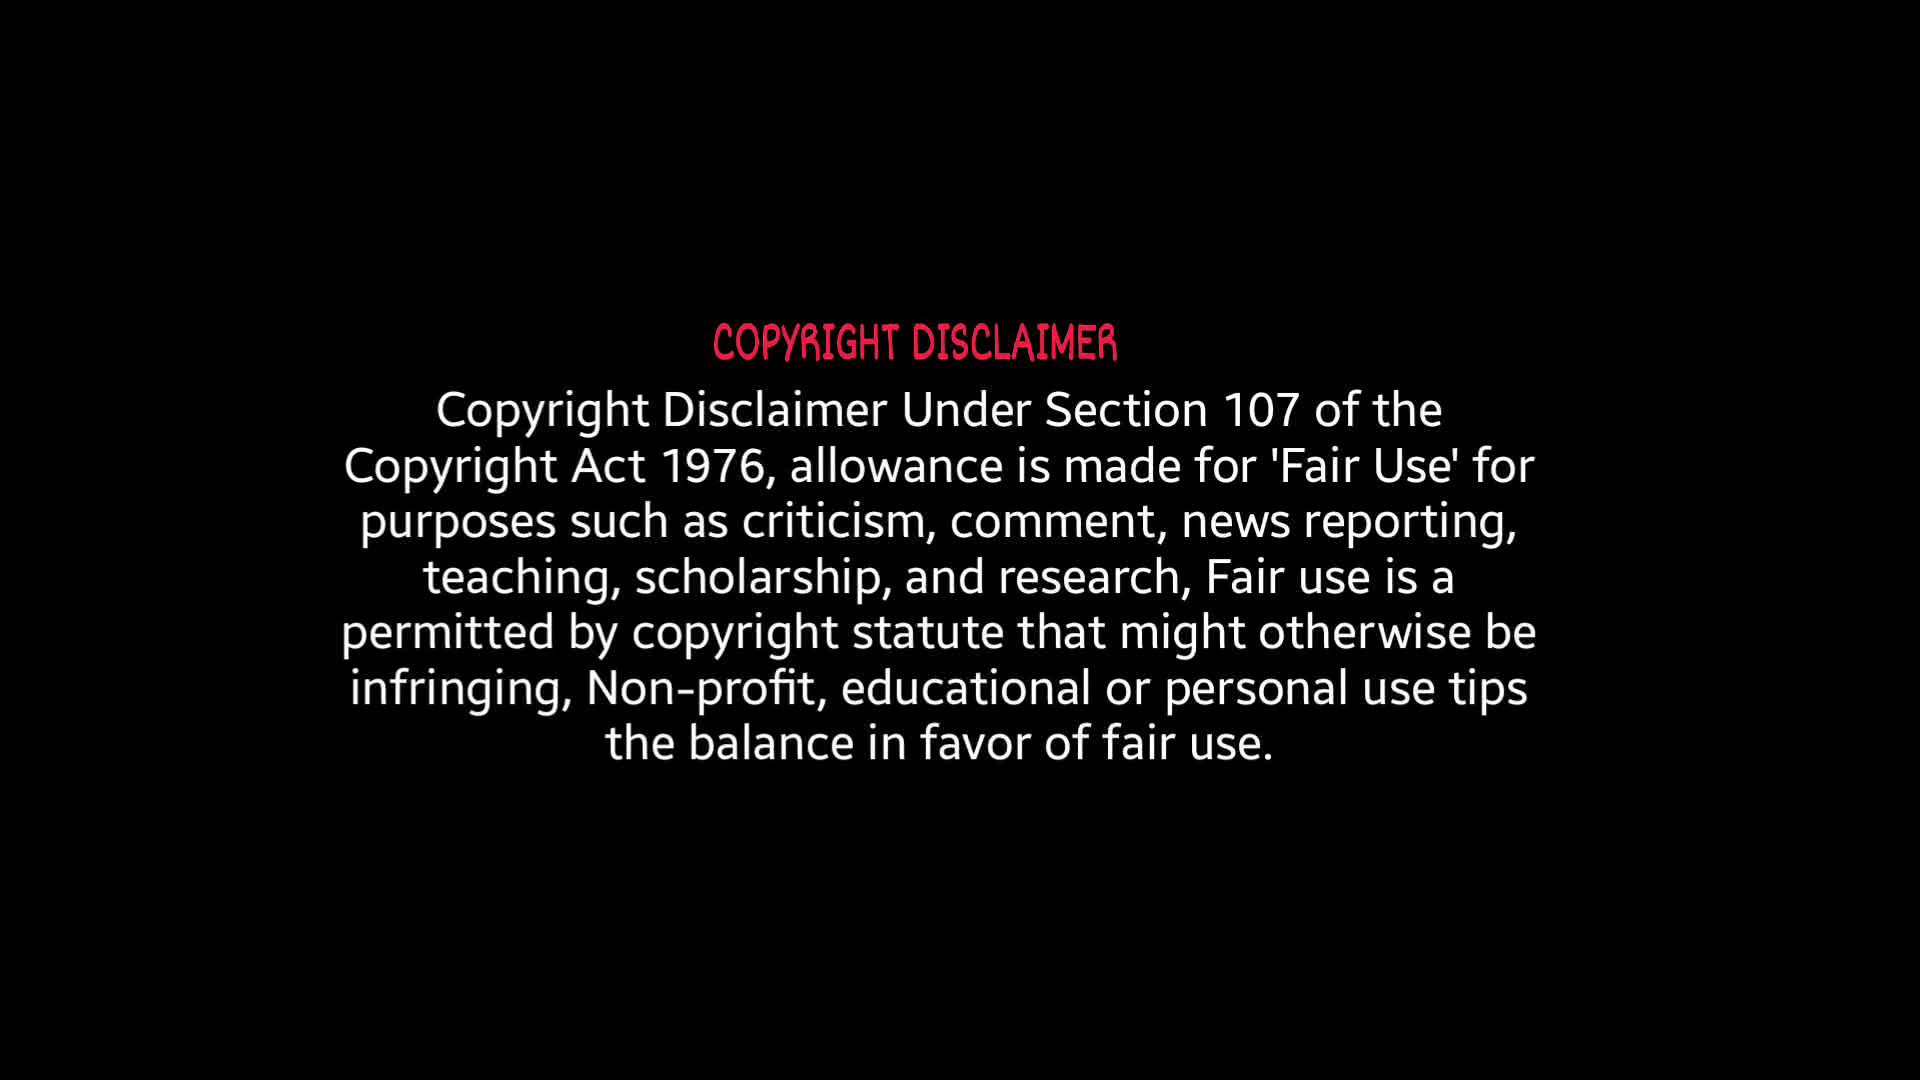 COPYRIGHT DISCLAIMER
Copyright Disclaimer Under Section 107 of the
Copyright Act 1976, allowance is made for 'Fair Use' for
purposes such as criticism, comment, news reporting,
teaching, scholarship, and research, Fair use is a
permitted by copyright statute that might otherwise be
infringing, Non-profit, educational or personal use tips
the balance in favor of fair use.